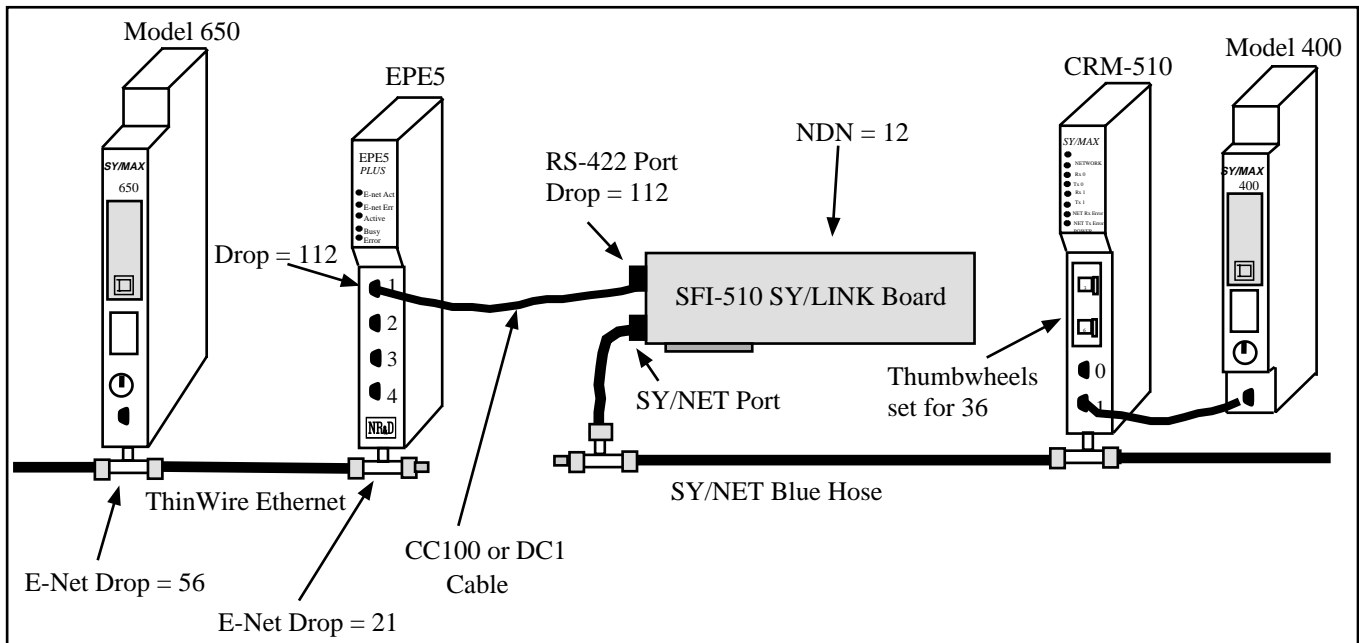 Model 650
EPE5
CRM-510
Model 400
NDN = 12
RS-422 Port
Drop = 112
SY/MAX
650
EPE5
PLUS
E-net Act
E-net Err
Active
Busy
Error
SY/MAX
NETWORK
Rx 0
Tx 0
Rx 1
Tx 1
NET Rx Error
NET Tx Error
POWER
SY/MAX
400
Drop = 112
1
2
3
4
NR&D
SFI-510 SY/LINK Board
SY/NET Port
Thumbwheels
set for 36
0
1
ThinWire Ethernet
SY/NET Blue Hose
CC100 or DC1
Cable
E-Net Drop = 56
E-Net Drop = 21